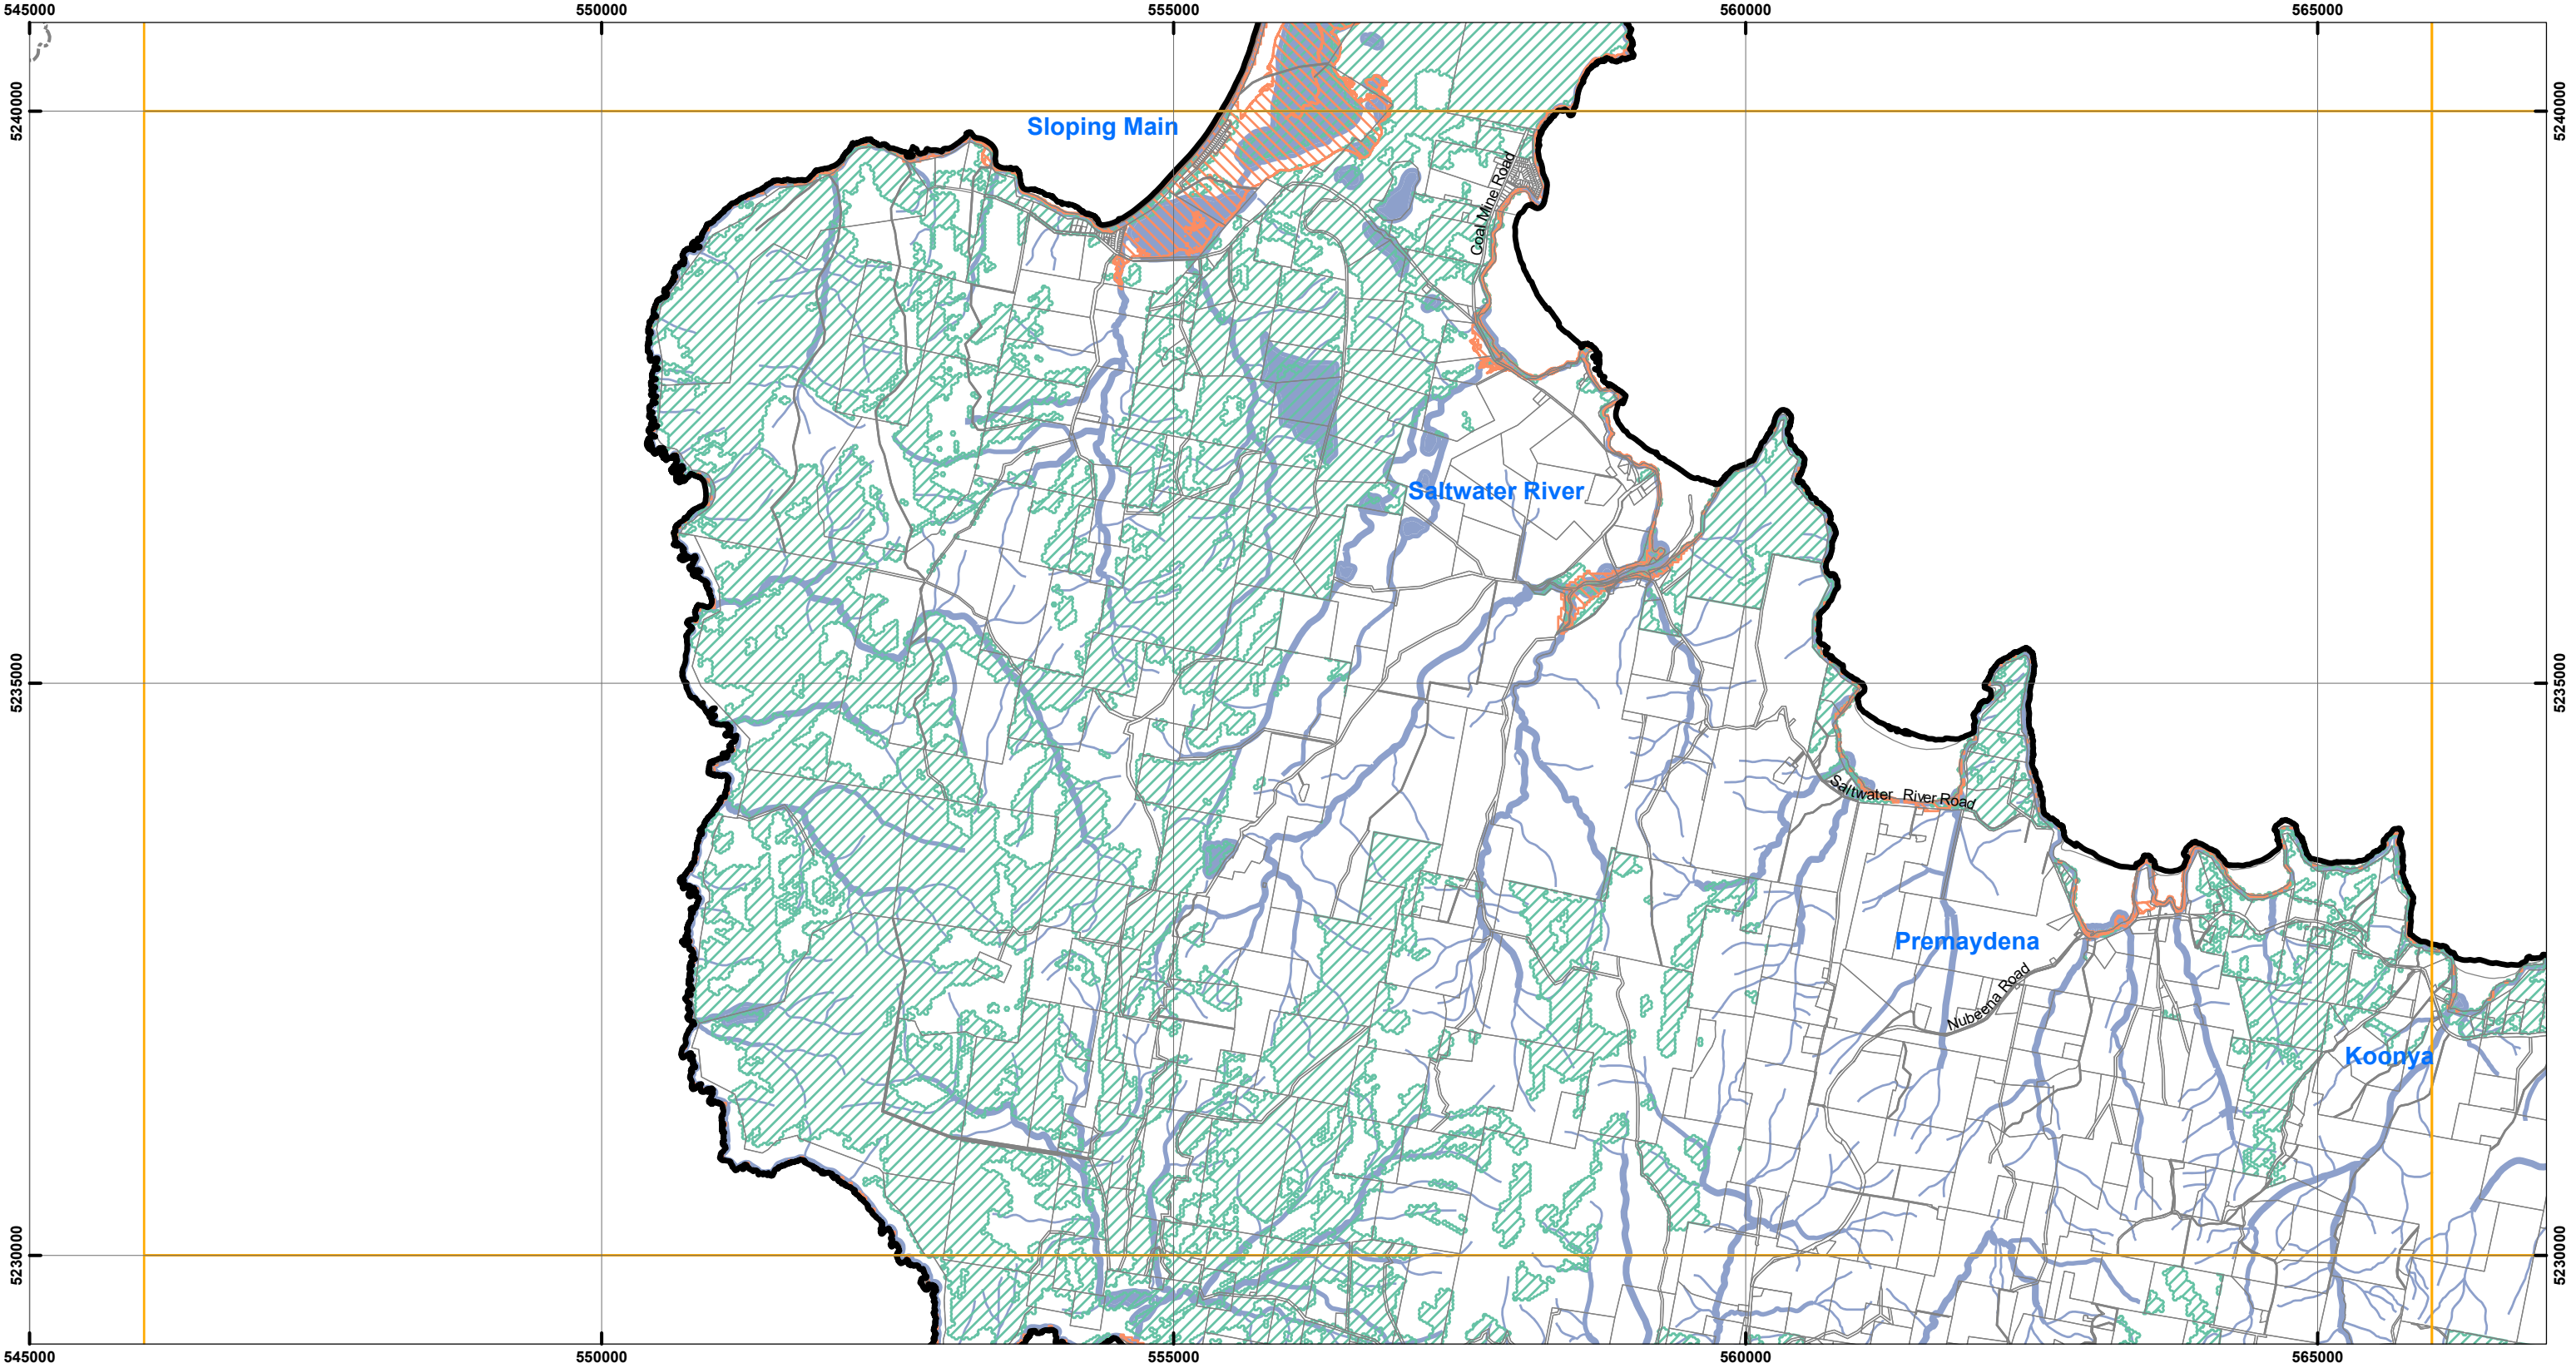 545000 550000 555000 560000 565000
5240000
5240000
Sloping Main
Coal Mine Road
Saltwater River
5235000
5235000
Saltwater River Road
Premaydena
Nubeena Road
Koonya
5230000
5230000
545000 550000 555000 560000 565000